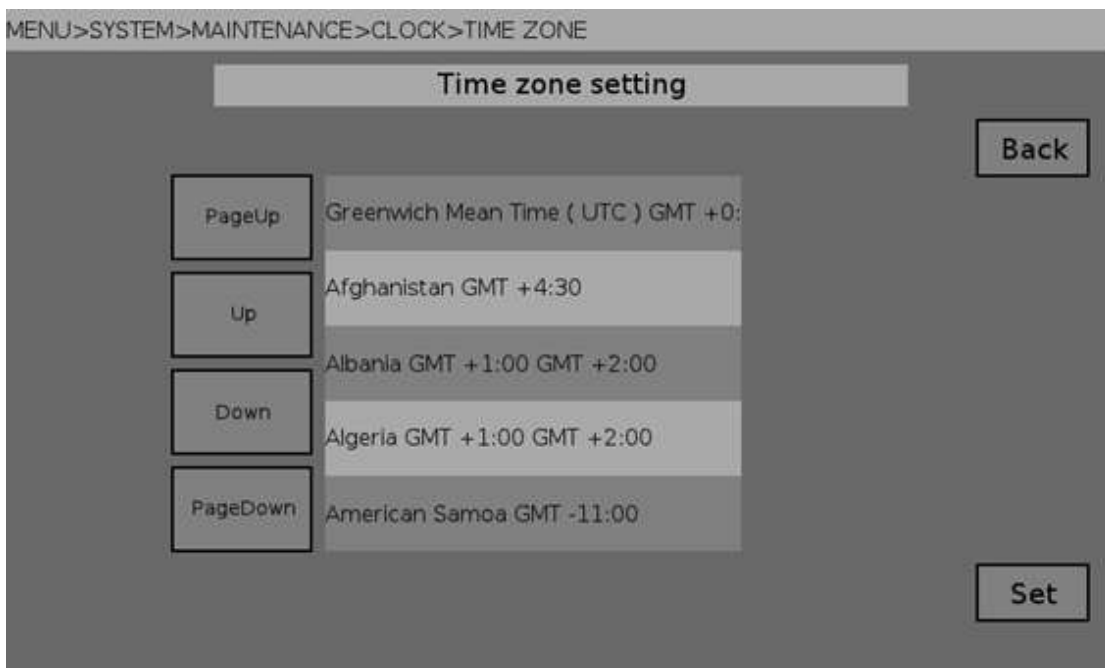 MENU>SYSTEM>MAINTENANCE>CLOCK>TIME ZONE
Time zone setting
Back
PageUp
Greenwich Mean Time ( UTC ) GMT +0:
Afghanistan GMT +4:30
Up
Albania GMT +1:00 GMT +2:00
Down
Algeria GMT +1:00 GMT +2:00
PageDown
American Samoa GMT -11:00
Set